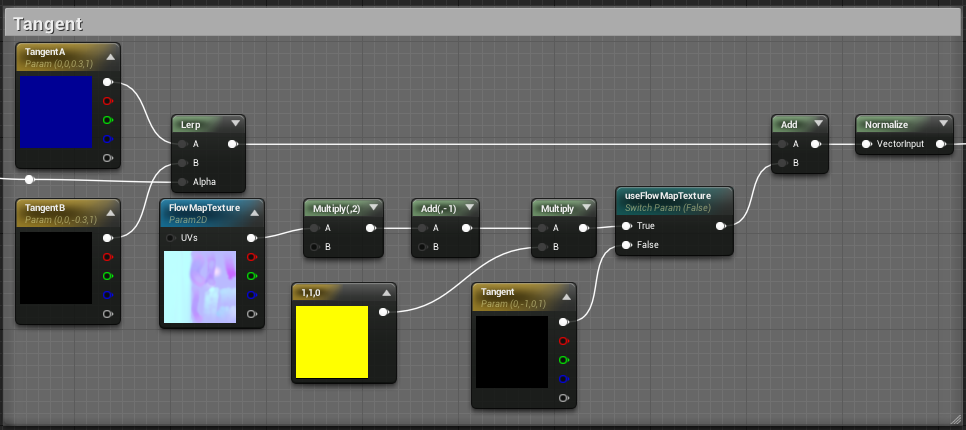 Tangent
TangentA
Param (0,0,0.3,1)
Lerp
A
B
Alpha
Add
A
B
Normalize
VectorInput
TangentB
Param (0,0,-0.3,1)
FlowMapTexture
Param2D
UVs
Multiply(,2)
A
B
Add(,-1)
A
B
Multiply
A
B
useFlowMapTexture
Switch Param (False)
True
False
1,1,0
Tangent
Param (0,-1,0,1)